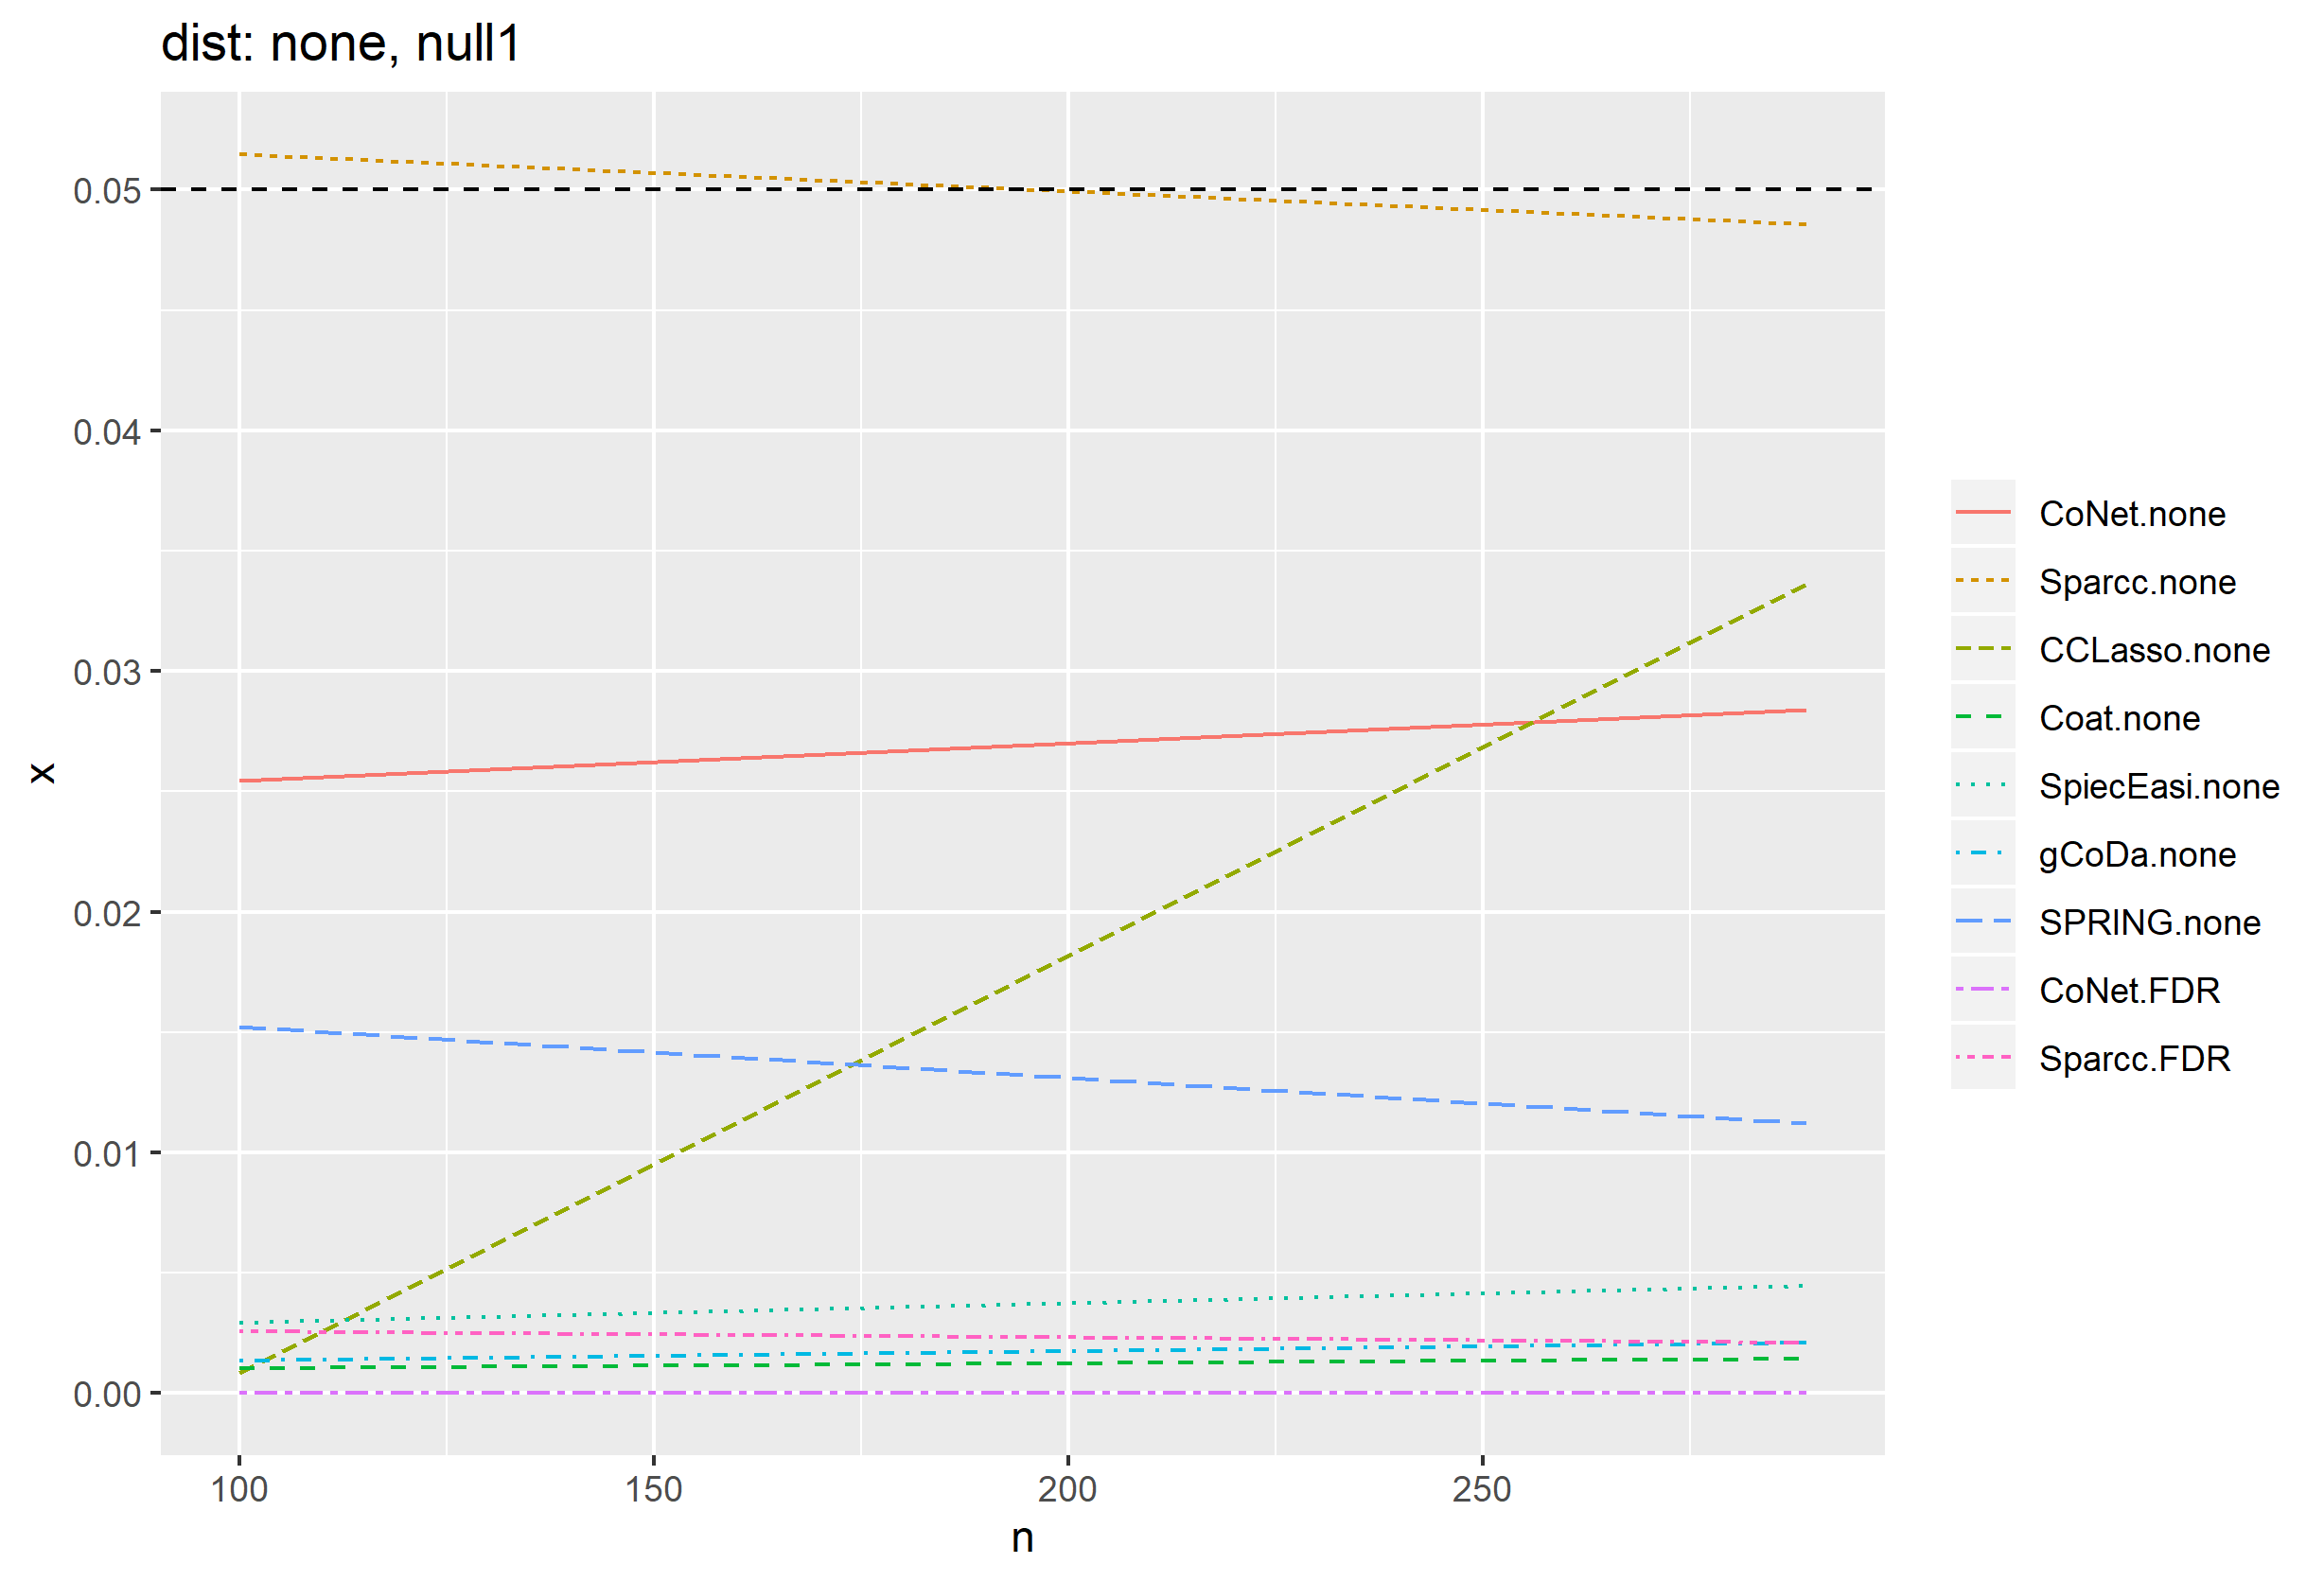 dist: none, null1
0.05
0.04
0.03
0.02
0.01
0.00
x
100 150 200 250
n
CoNet.none
Sparcc.none
CCLasso.none
Coat.none
SpiecEasi.none
gCoDa.none
SPRING.none
CoNet.FDR
Sparcc.FDR